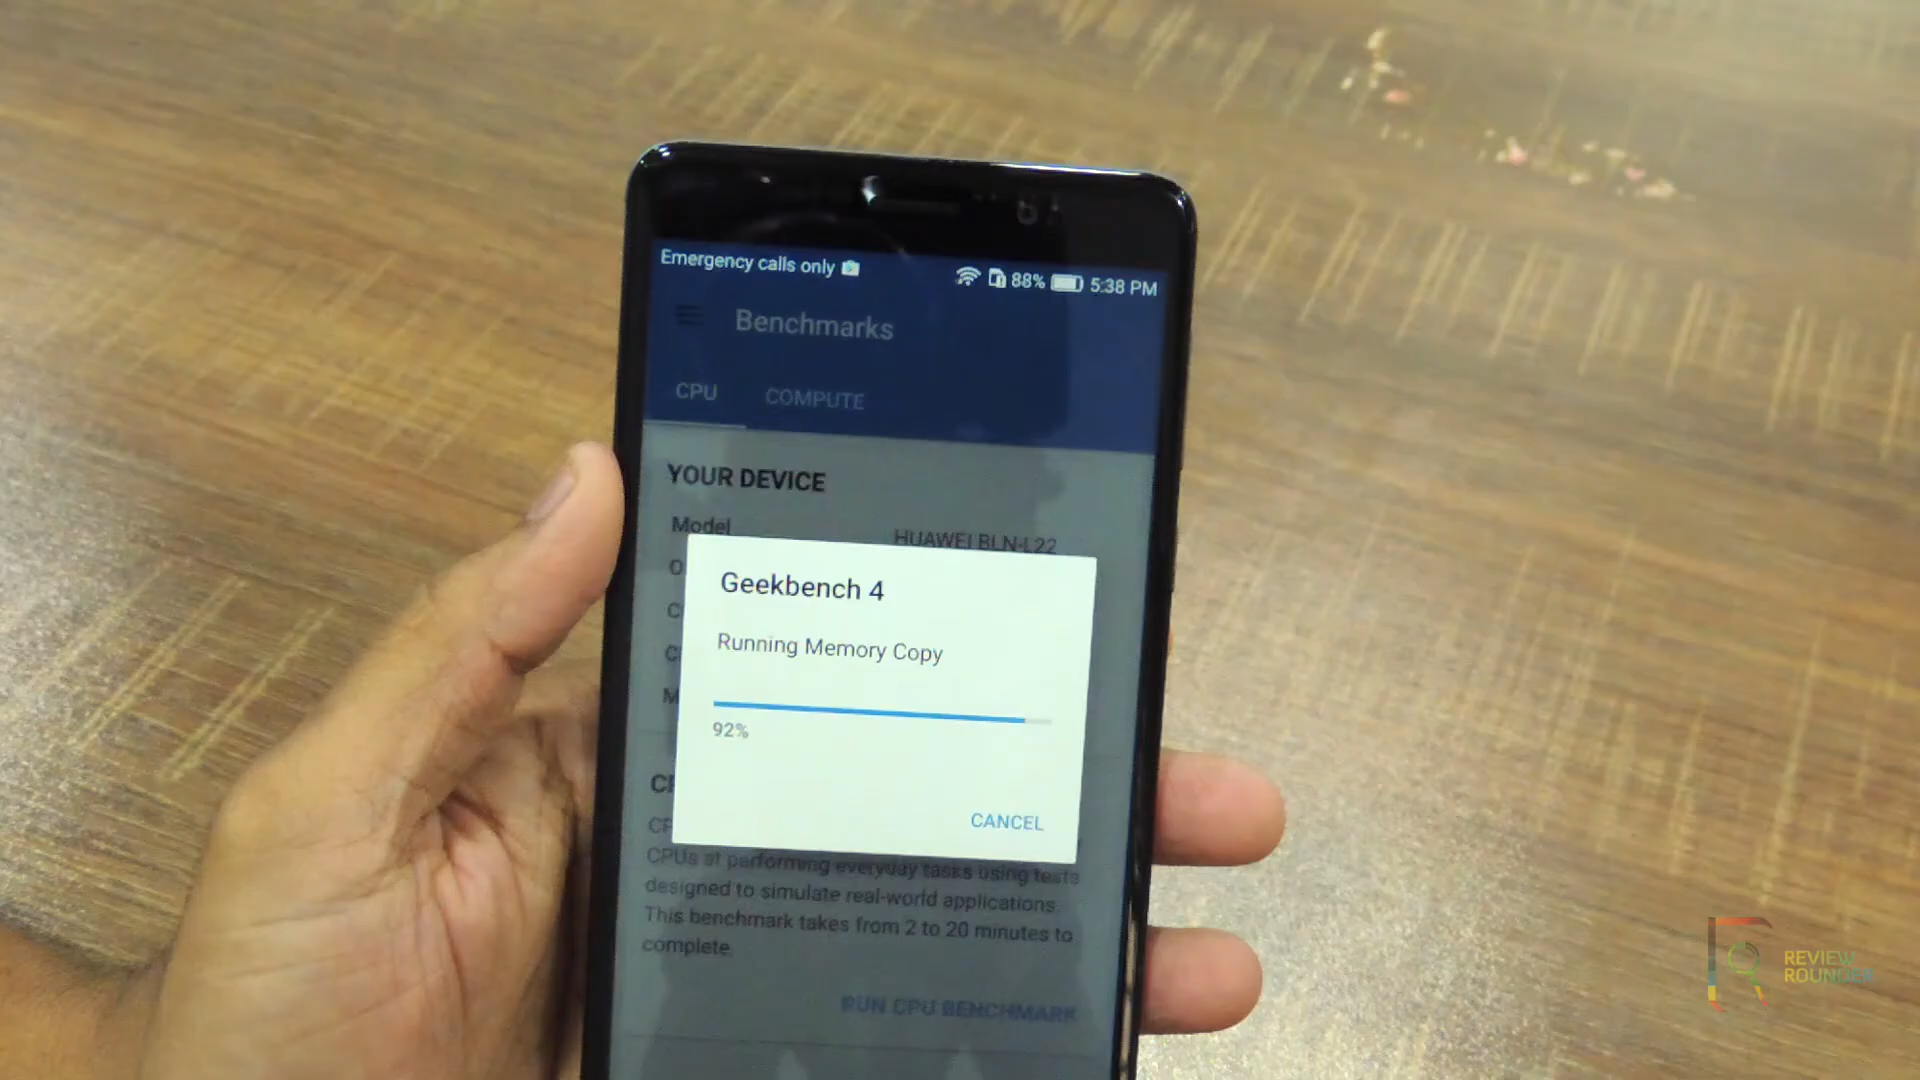 Emergency calls only
88% 5:38 PM
Benchmarks
CPU COMPUTE
YOUR DEVICE
Model HUAWEI BLN-L22
Geekbench 4
Running Memory Copy
92%
CANCEL
CPUs at performing everyday tasks using tests
designed to simulate real-world applications.
This benchmark takes from 2 to 20 minutes to
complete.
RUN CPU BENCHMARK
REVIEW